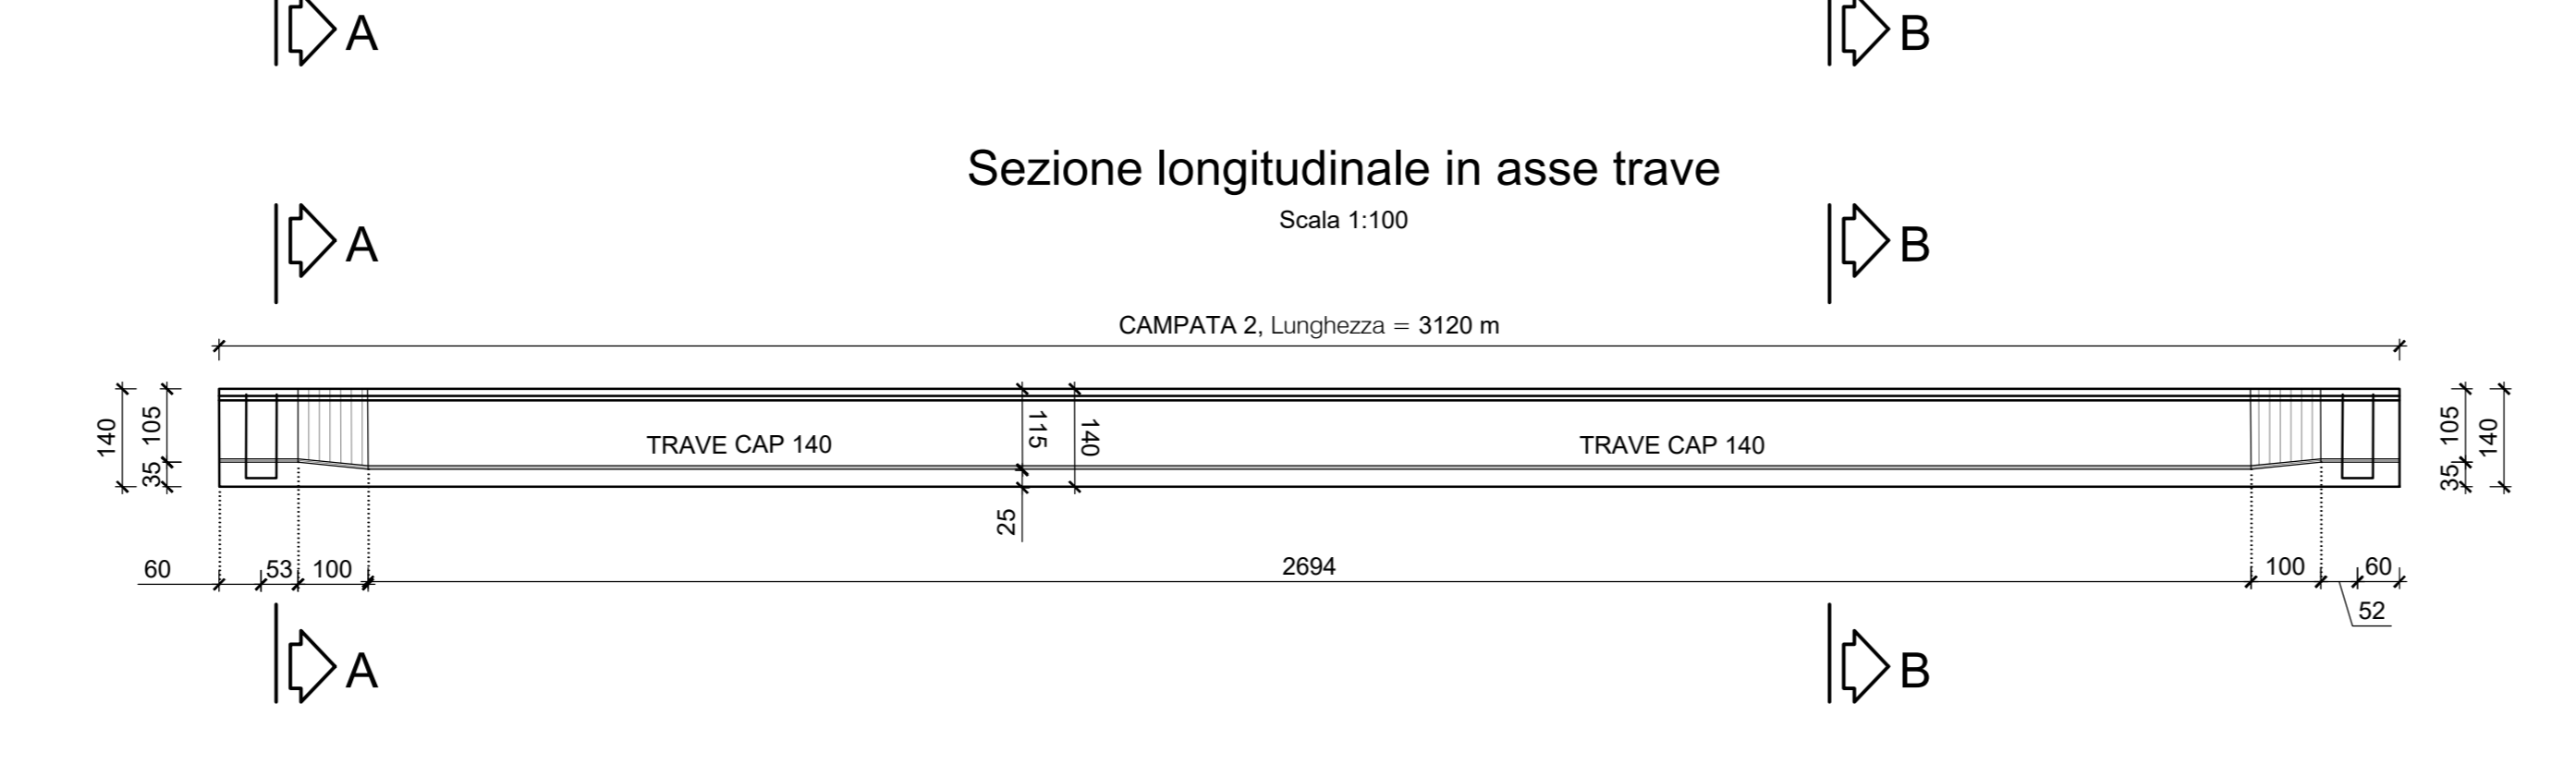 A B
Sezione longitudinale in asse trave
Scala 1:100
A B
CAMPATA 2, Lunghezza = 3120 m
140 105 35
TRAVE CAP 140
115 140
25
TRAVE CAP 140
105 35 140
60 53 100 2694 100 60
52
A B